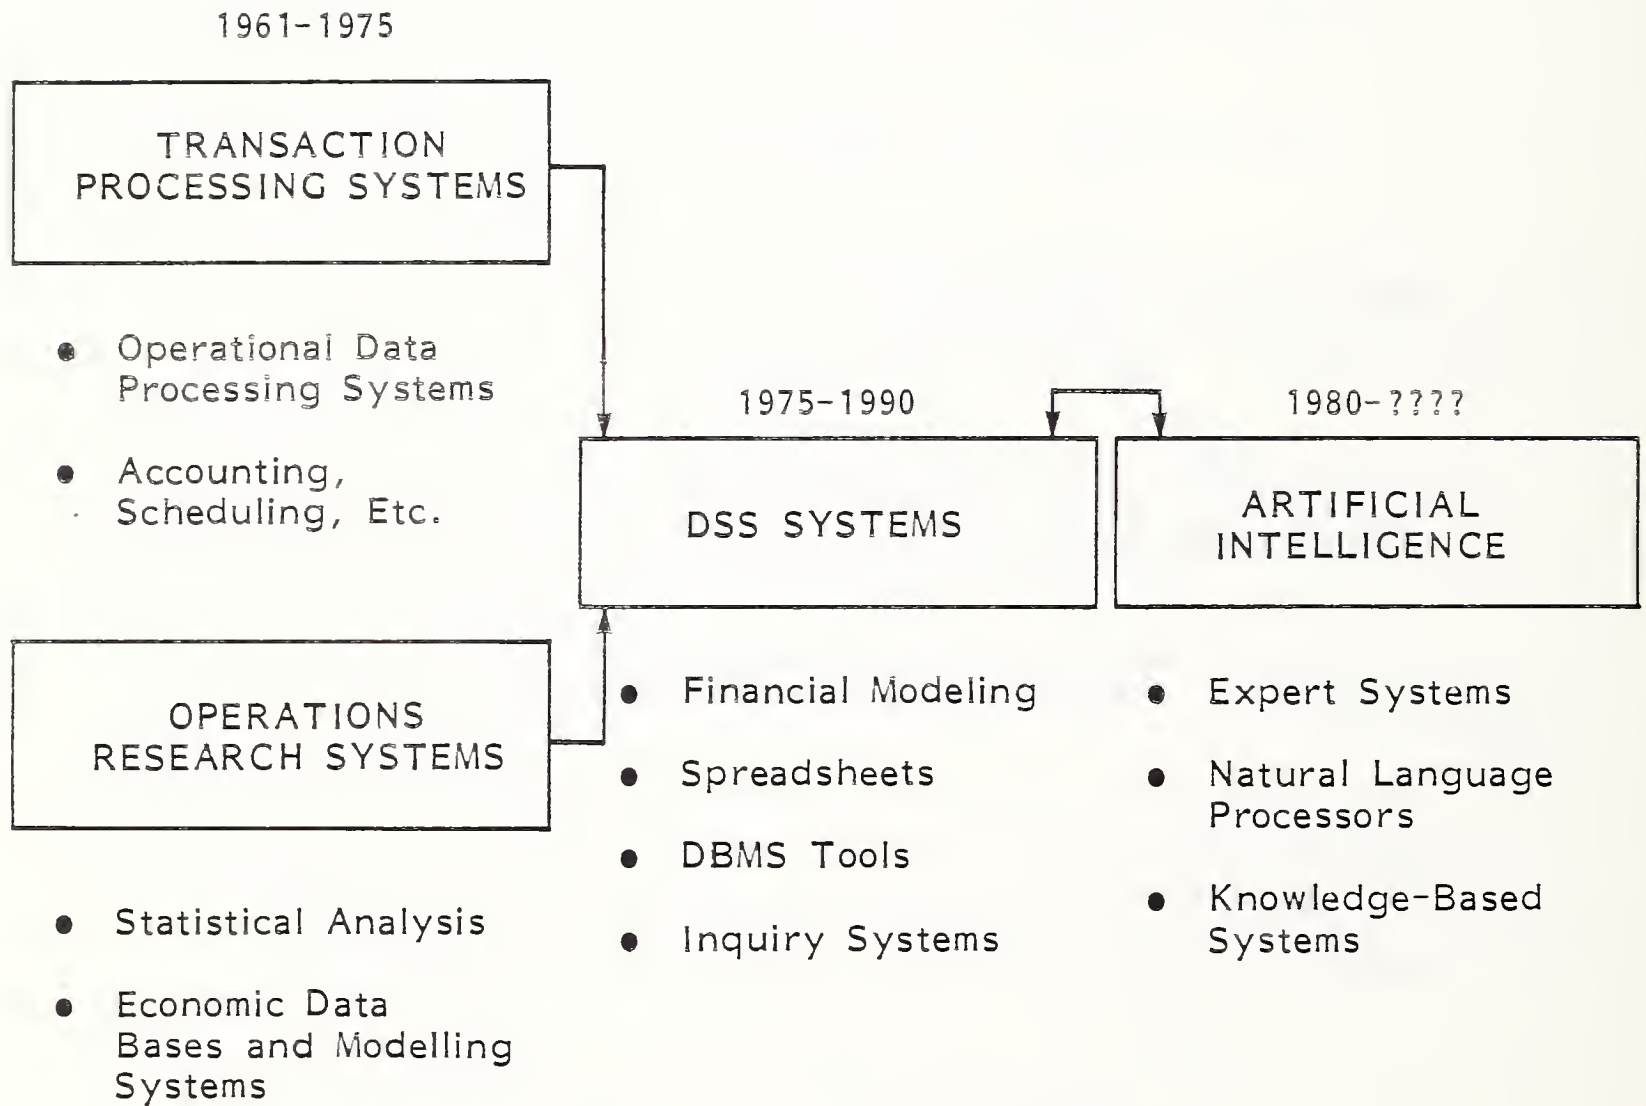 1961-1975
TRANSACTION
PROCESSING SYSTEMS
● Operational Data
Processing Systems
● Accounting,
Scheduling, Etc.
OPERATIONS
RESEARCH SYSTEMS
● Statistical Analysis
● Economic Data
Bases and Modelling
Systems
1975-1990
DSS SYSTEMS
● Financial Modeling
● Spreadsheets
● DBMS Tools
● Inquiry Systems
1980-????
ARTIFICIAL
INTELLIGENCE
● Expert Systems
● Natural Language
Processors
● Knowledge-Based
Systems